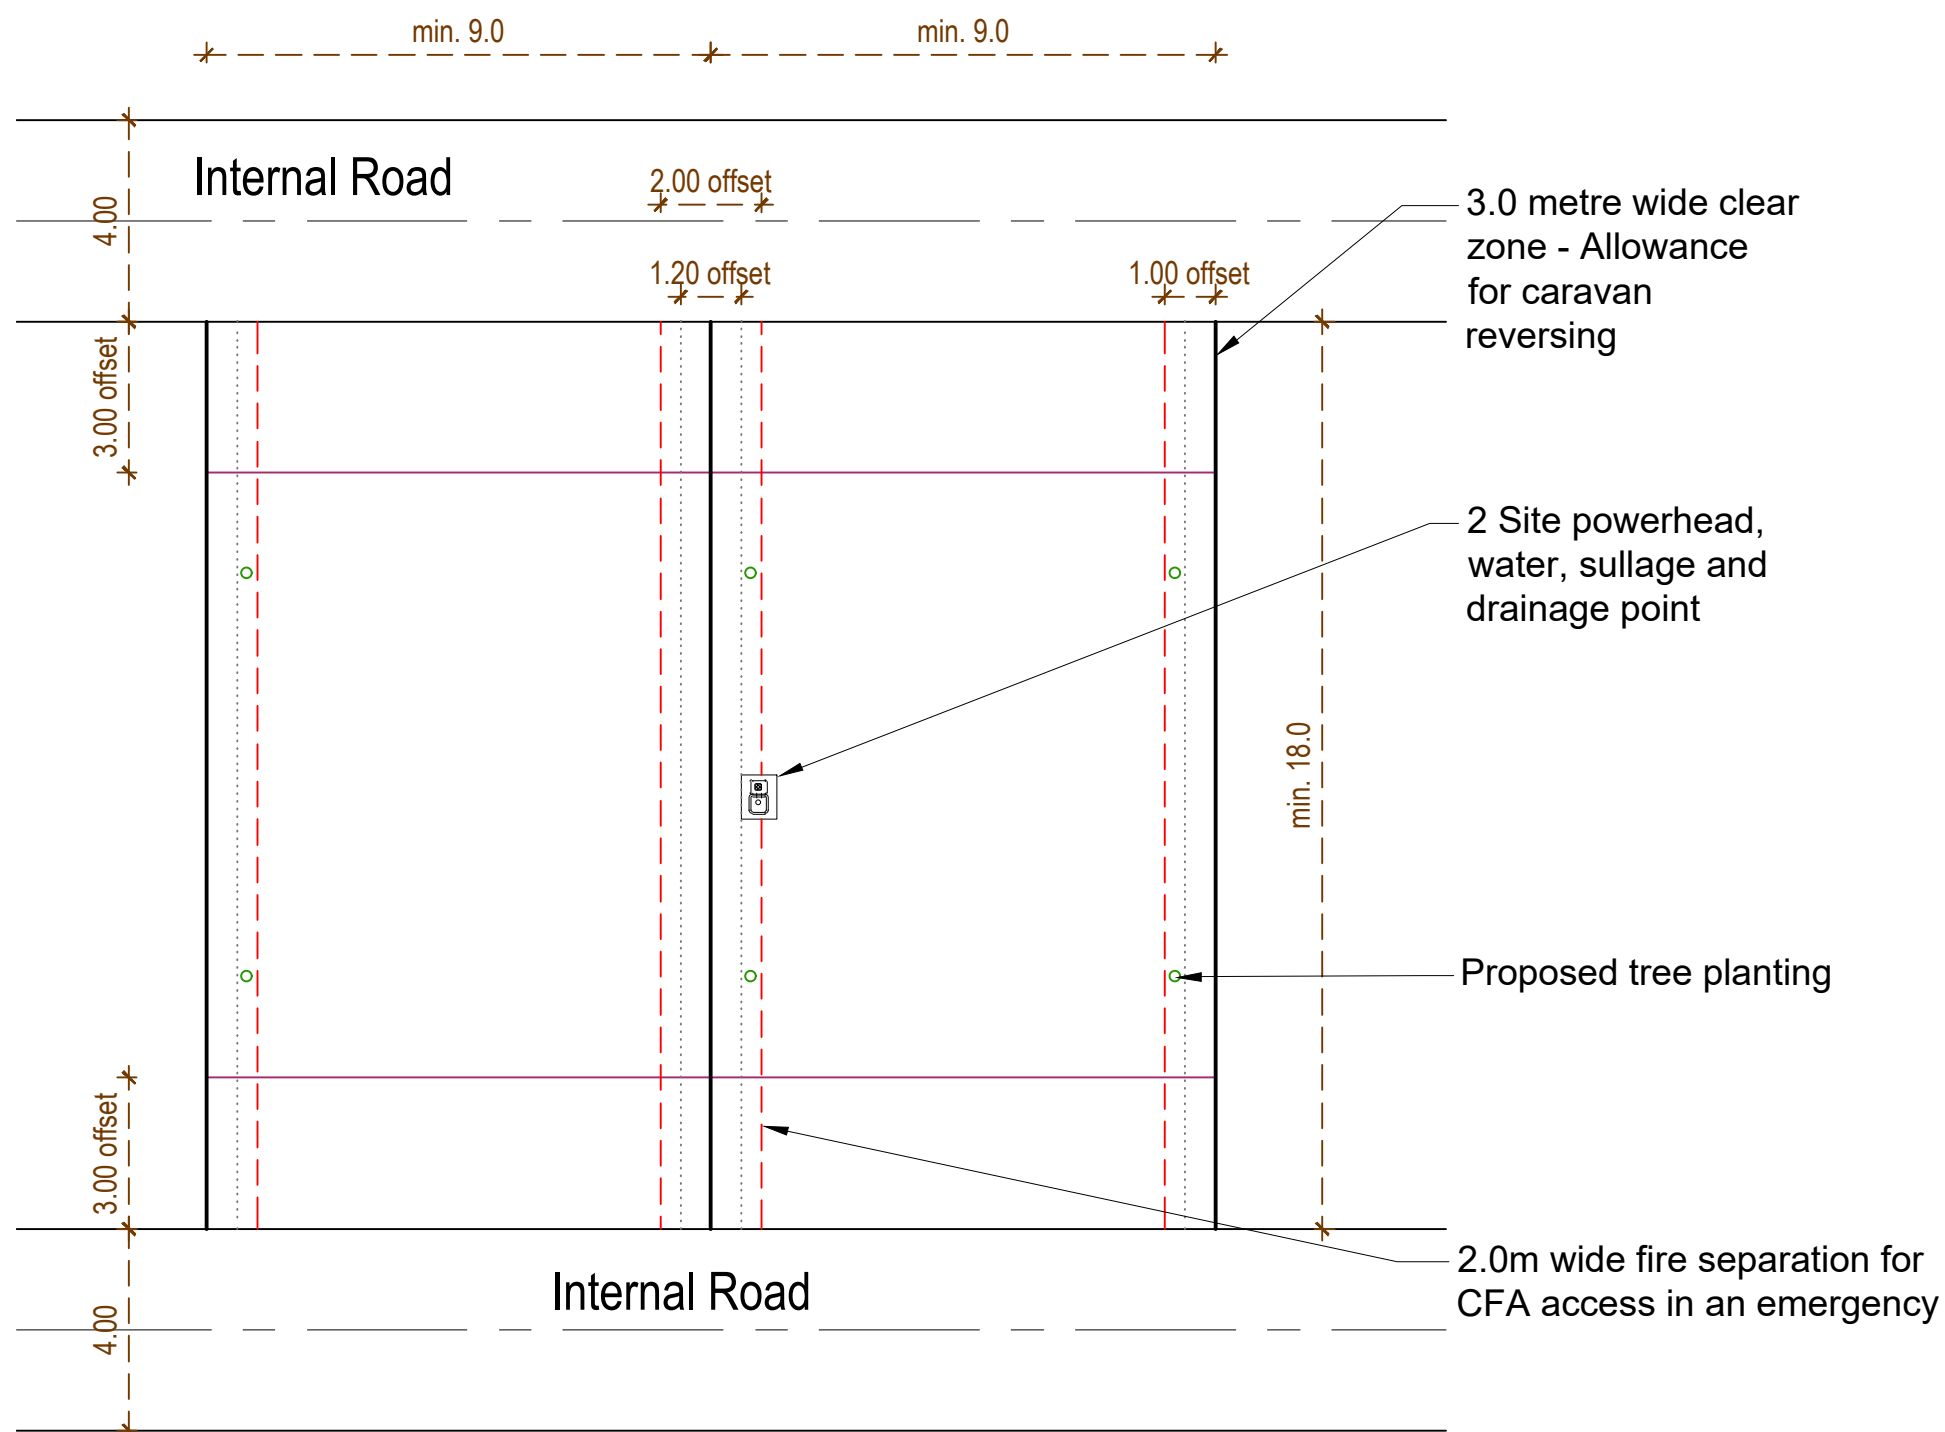 min. 9.0
min. 9.0
Internal Road
4.00
2.00 offset
1.20 offset
1.00 offset
3.0 metre wide clear
zone - Allowance
for caravan
reversing
3.00 offset
2 Site powerhead,
water, sullage and
drainage point
min. 18.0
Proposed tree planting
3.00 offset
2.0m wide fire separation for
CFA access in an emergency
Internal Road
4.00